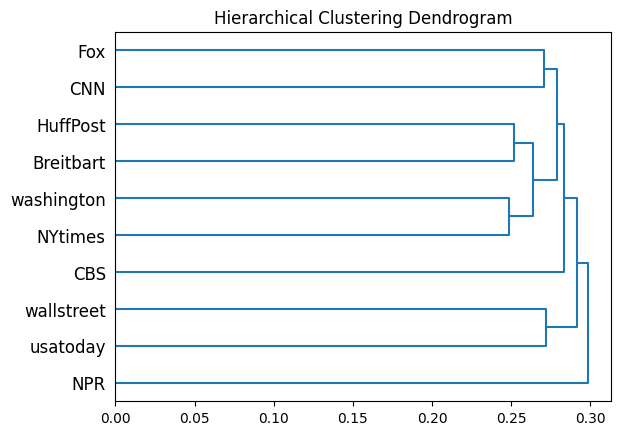 Hierarchical Clustering Dendrogram
Fox
CNN
HuffPost
Breitbart
washington
NYtimes
CBS
wallstreet
usatoday
NPR
0.00 0.05 0.10 0.15 0.20 0.25 0.30